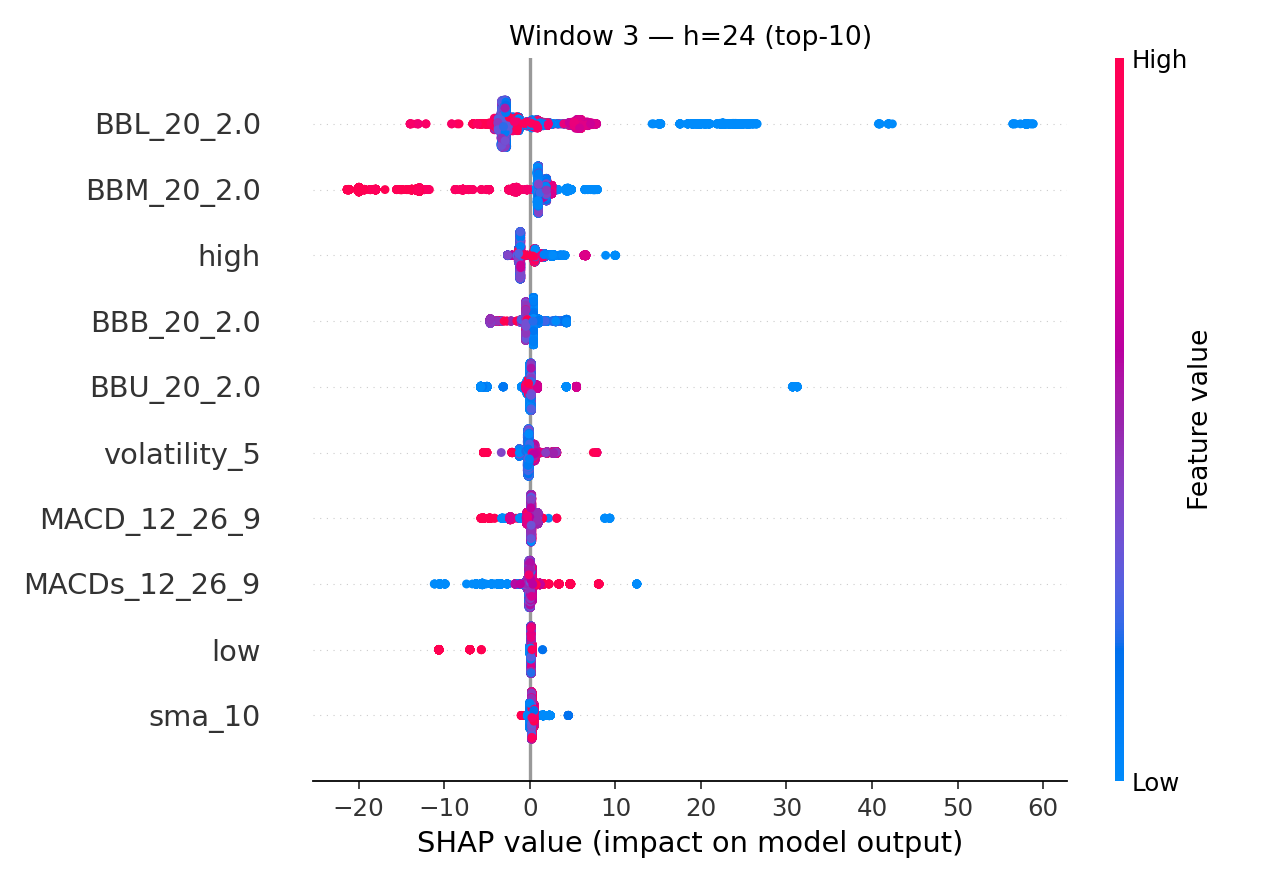 Window 3 — h=24 (top-10)
High
BBL_20_2.0
BBM_20_2.0
high
BBB_20_2.0
BBU_20_2.0
volatility_5
MACD_12_26_9
MACDs_12_26_9
low
sma_10
Feature value
Low
−20 −10 0 10 20 30 40 50 60
SHAP value (impact on model output)